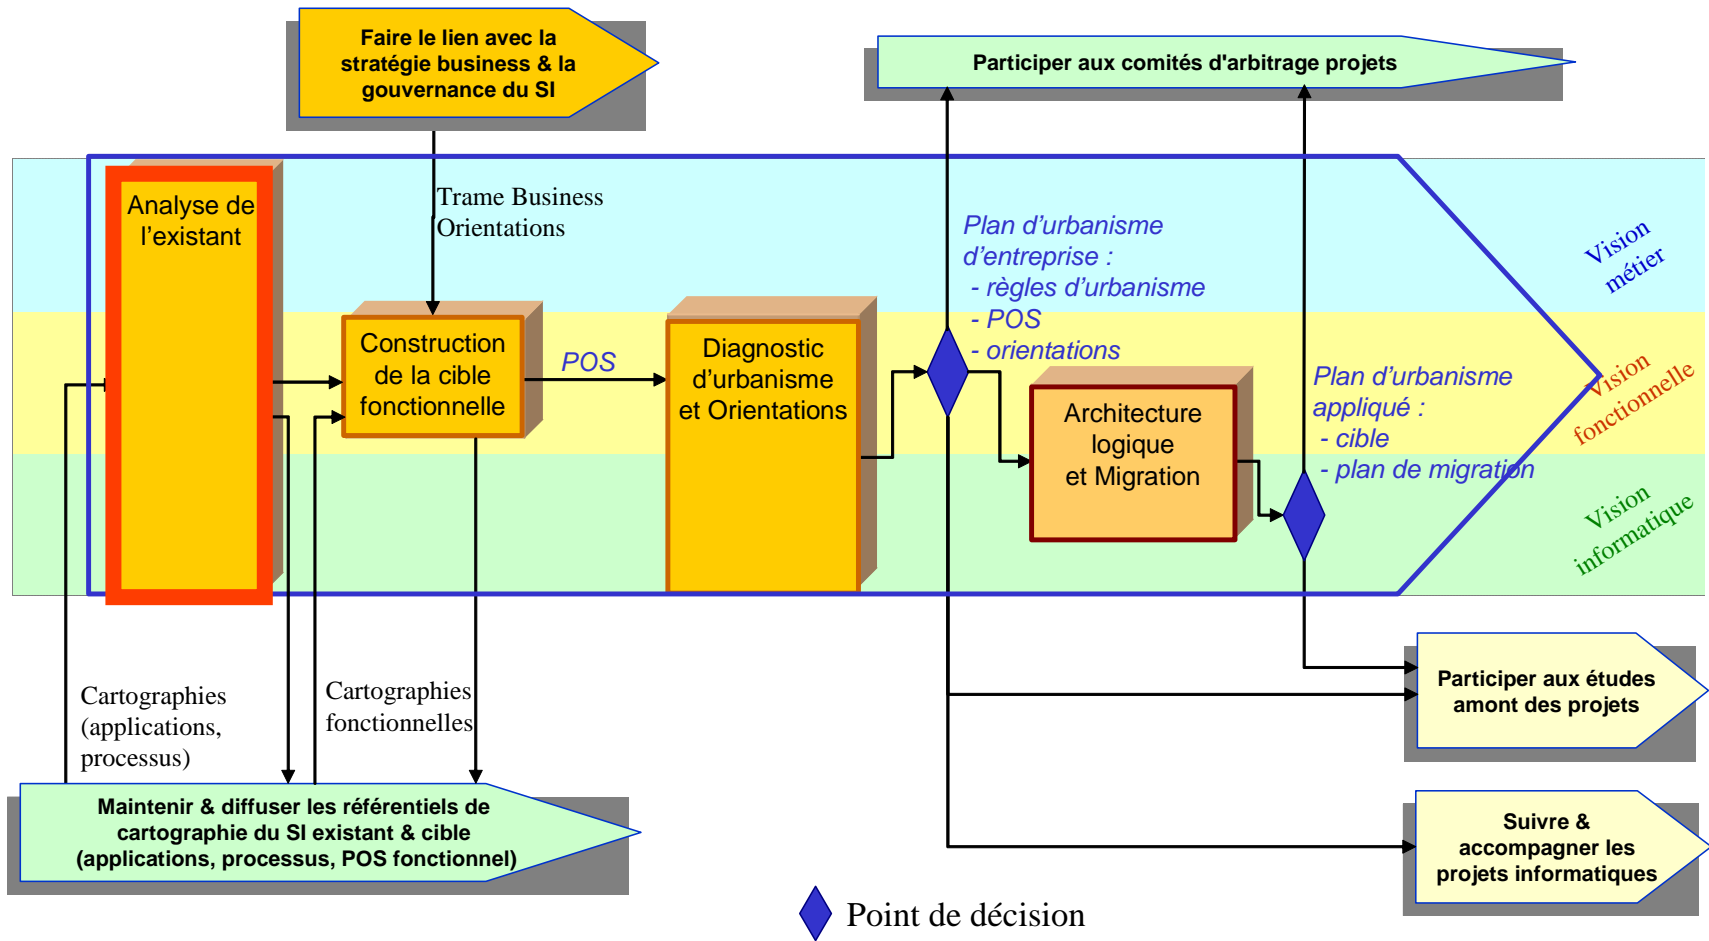 Faire le lien avec la
stratégie business & la
gouvernance du SI
Participer aux comités d'arbitrage projets
Analyse de
l’existant
Trame Business
Orientations
Plan d’urbanisme
d’entreprise :
- règles d’urbanisme
- POS
- orientations
Vision
métier
Construction
de la cible
fonctionnelle
POS
Diagnostic
d’urbanisme
et Orientations
Architecture
logique
et Migration
Plan d’urbanisme
appliqué :
- cible
- plan de migration
Vision
fonctionnelle
Vision
informatique
Cartographies
(applications,
processus)
Cartographies
fonctionnelles
Participer aux études
amont des projets
Maintenir & diffuser les référentiels de
cartographie du SI existant & cible
(applications, processus, POS fonctionnel)
Suivre &
accompagner les
projets informatiques
Point de décision